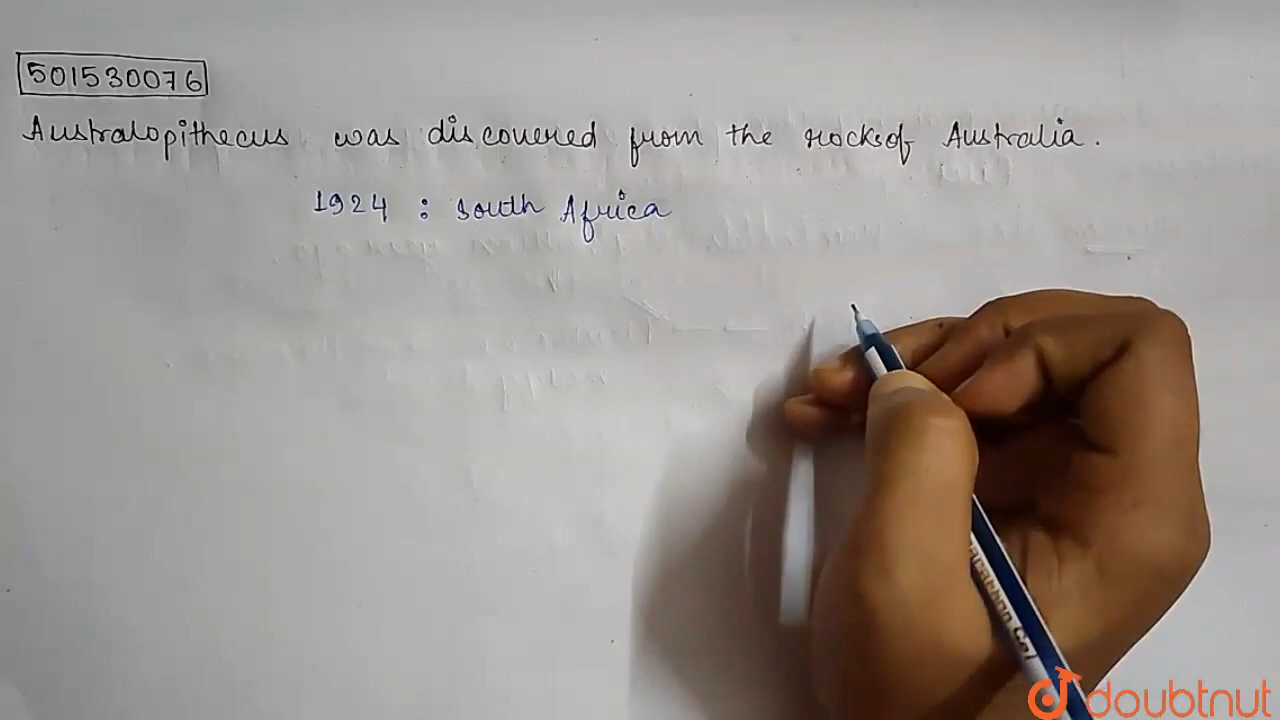 501530076
Australopithecus was discovered from the rocks of Australia.
1924 : South Africa
doubtnut